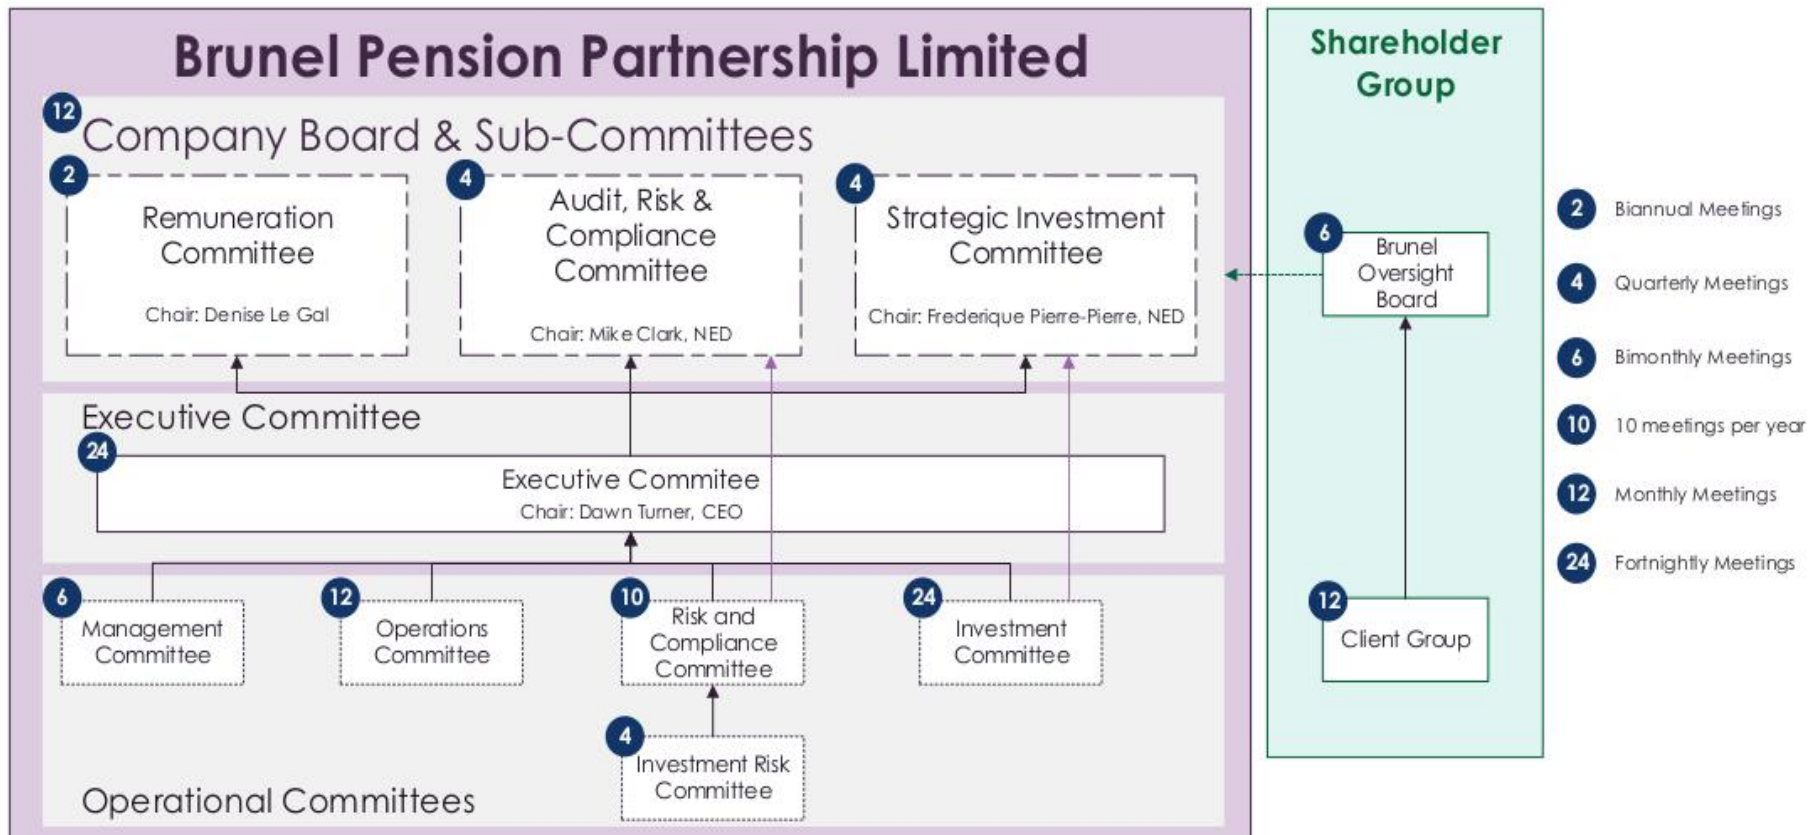 Brunel Pension Partnership Limited
12
Company Board & Sub-Committees
2
Remuneration
Committee
Chair: Denise Le Gal
4
Audit, Risk &
Compliance
Committee
Chair: Mike Clark, NED
4
Strategic Investment
Committee
Chair: Frederique Pierre-Pierre, NED
Executive Committee
24
Executive Commitee
Chair: Dawn Turner, CEO
6
Management
Committee
12
Operations
Committee
10
Risk and
Compliance
Committee
24
Investment
Committee
4
Investment Risk
Committee
Operational Committees
Shareholder
Group
6
Brunel
Oversight
Board
12
Client Group
2 Biannual Meetings
4 Quarterly Meetings
6 Bimonthly Meetings
10 10 meetings per year
12 Monthly Meetings
24 Fortnightly Meetings